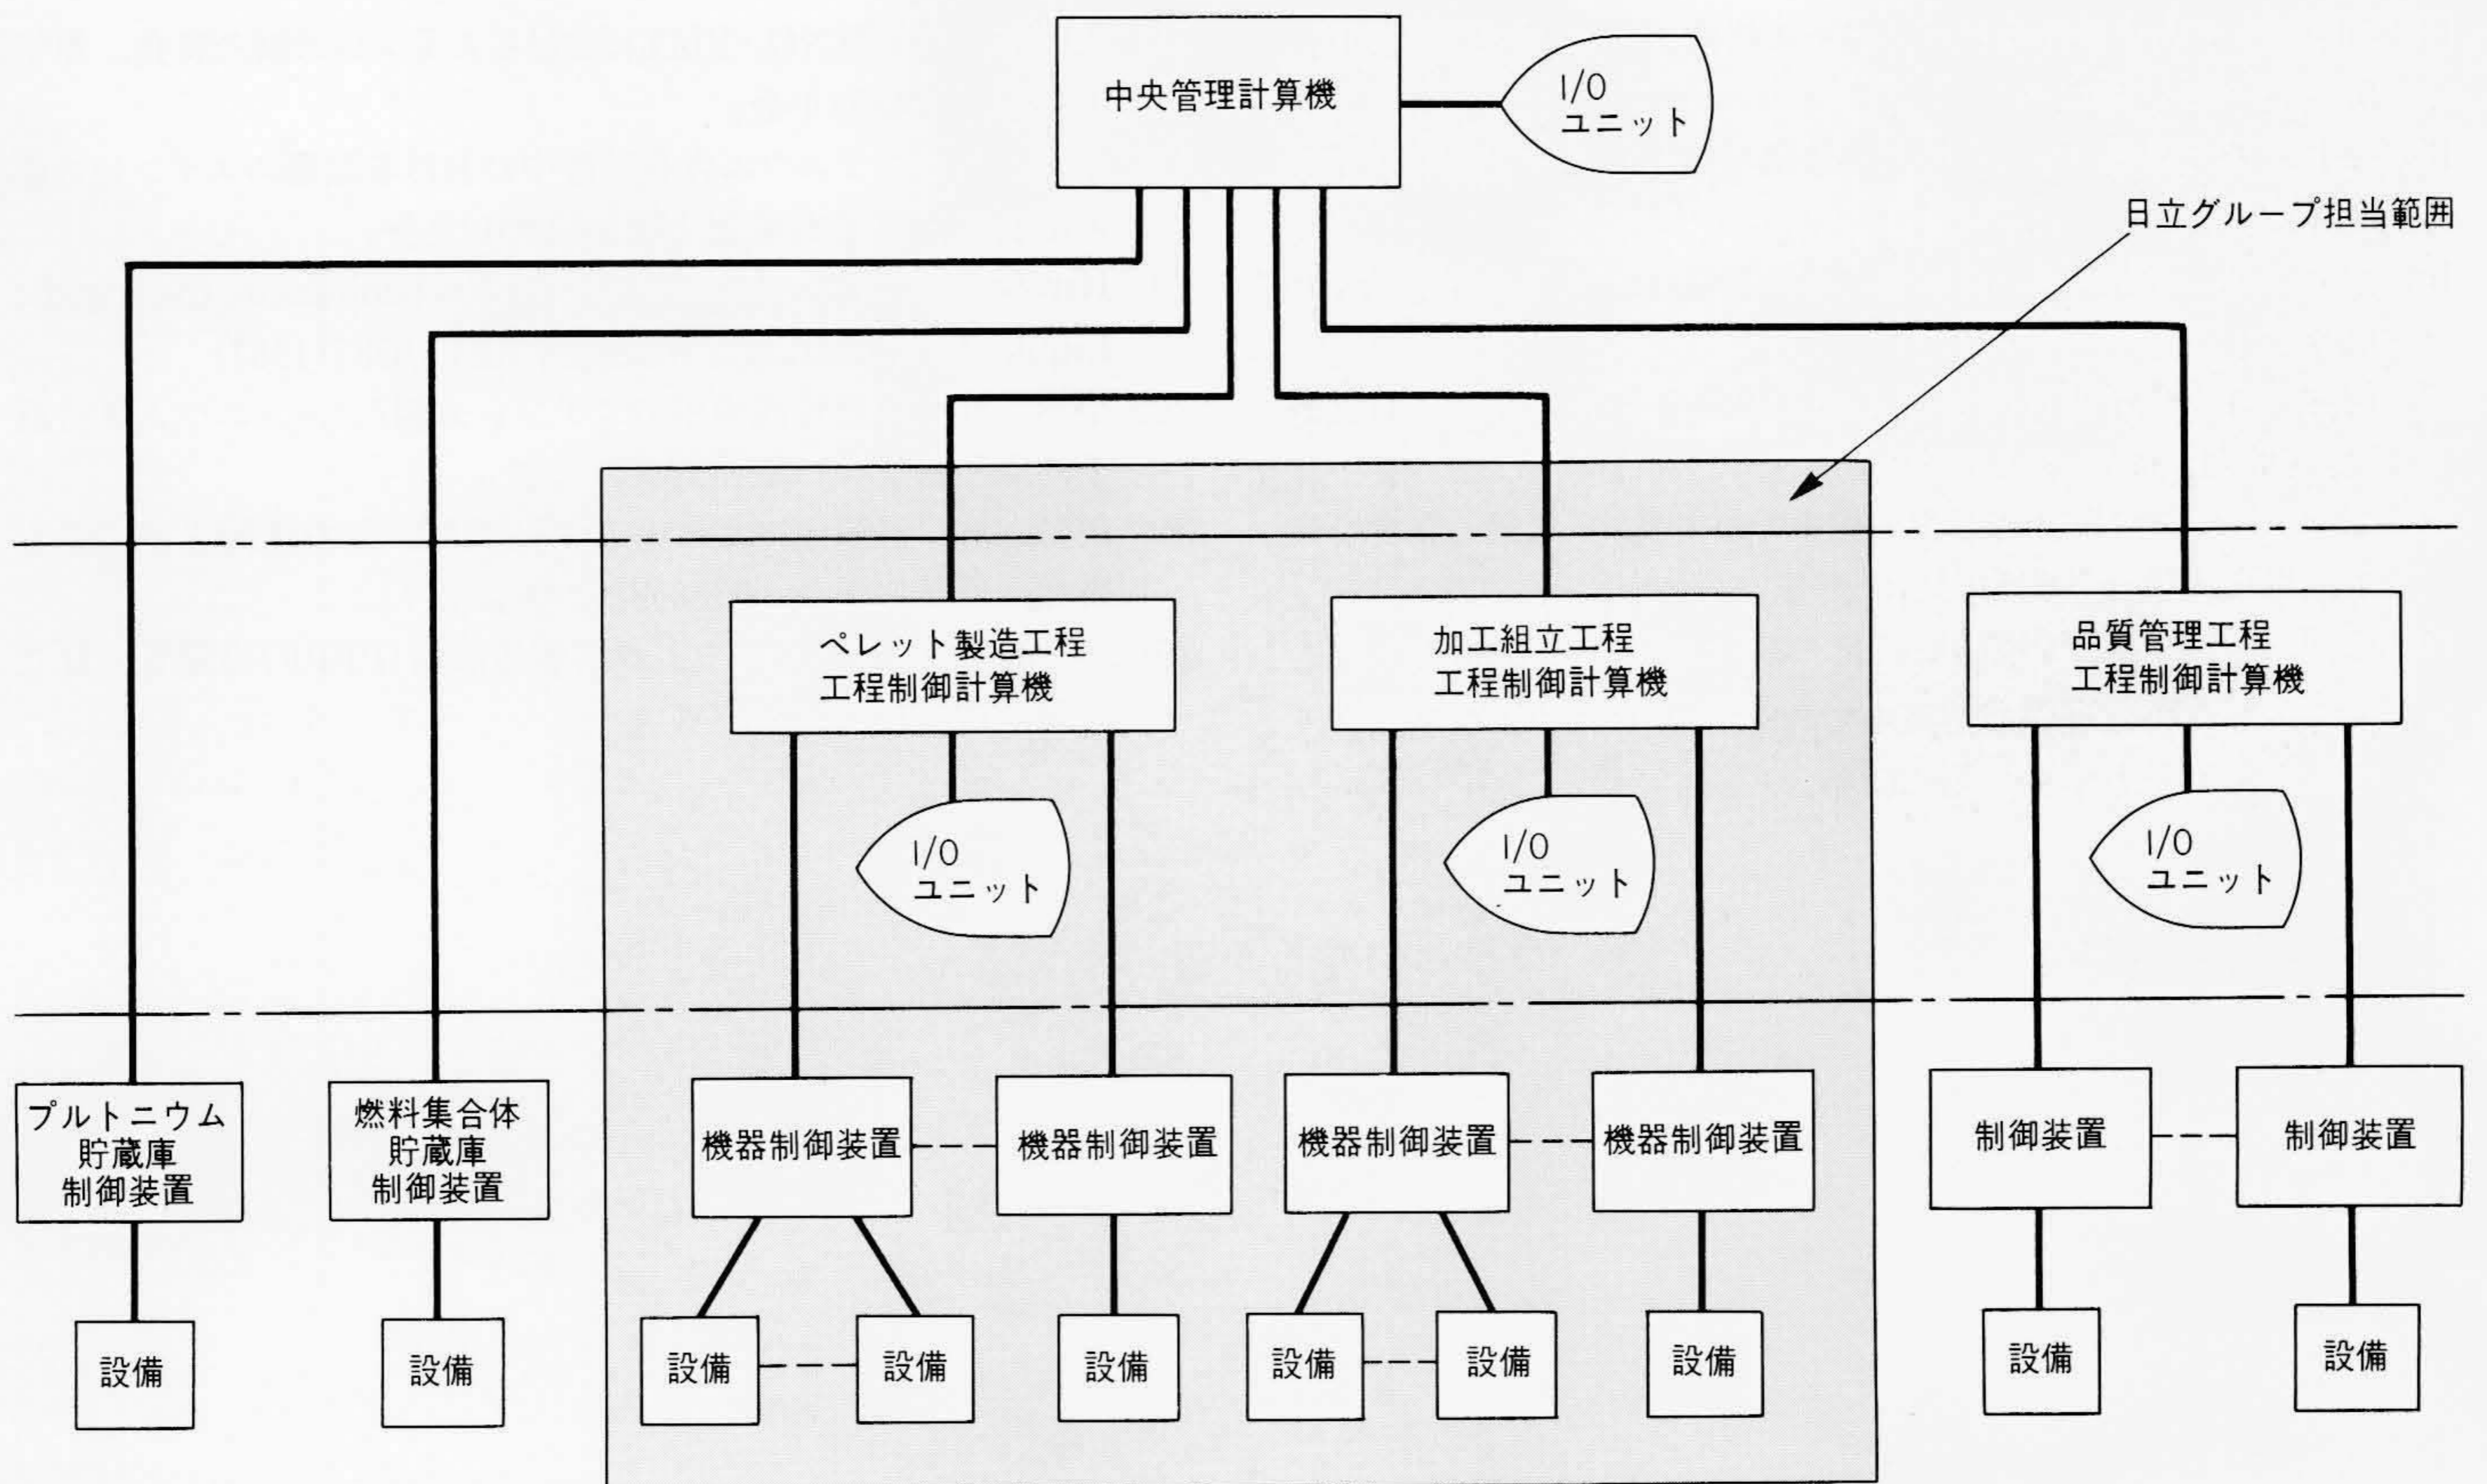 中央管理計算機
I/O
ユニット
日立グループ担当範囲
ペレット製造工程
工程制御計算機
加工組立工程
工程制御計算機
品質管理工程
工程制御計算機
I/O
ユニット
I/O
ユニット
I/O
ユニット
プルトニウム
貯蔵庫
制御装置
燃料集合体
貯蔵庫
制御装置
機器制御装置
機器制御装置
機器制御装置
機器制御装置
制御装置
制御装置
設備
設備
設備
設備
設備
設備
設備
設備
設備
設備